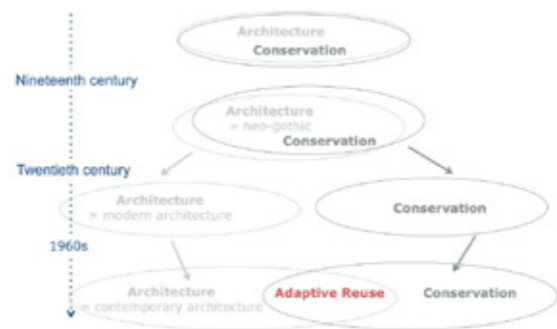 Architecture
Conservation
Nineteenth century
Architecture
= neo-gothic
Conservation
Twentieth century
Architecture
= modern architecture
Conservation
1960s
Architecture
= contemporary architecture
Adaptive Reuse
Conservation